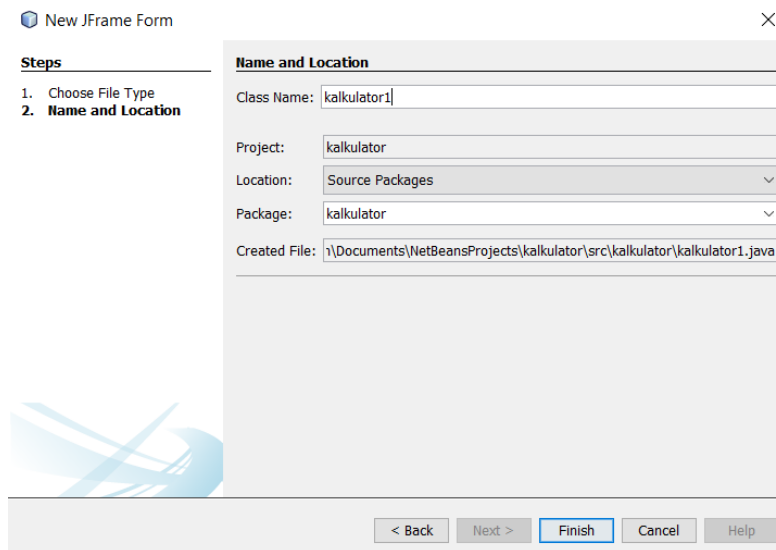 New JFrame Form
Steps
1. Choose File Type
2. Name and Location
Name and Location
Class Name: kalkulator1
Project: kalkulator
Location: Source Packages
Package: kalkulator
Created File: \Documents\NetBeansProjects\kalkulator\src\kalkulator\kalkulator1.java
< Back Next > Finish Cancel Help